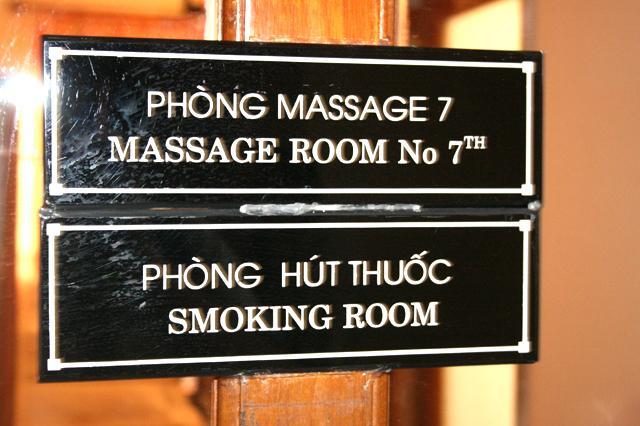 PHÒNG MASSAGE 7
MASSAGE ROOM No 7TH
PHÒNG HÚT THUỐC
SMOKING ROOM